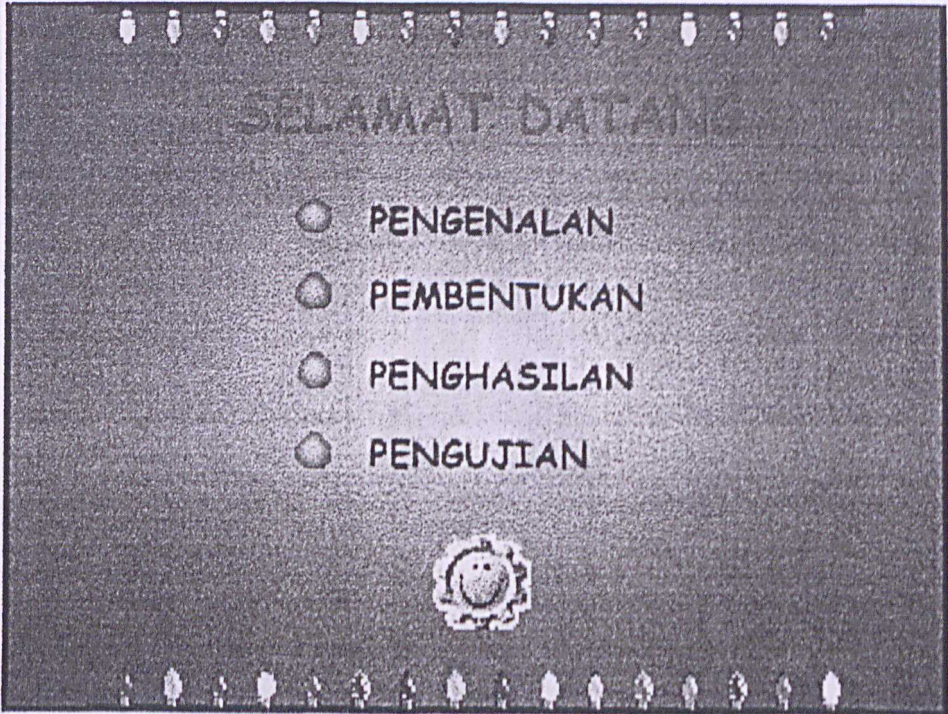 SELAMAT DATANG...
PENGENALAN
PEMBENTUKAN
PENGHASILAN
PENGUJIAN